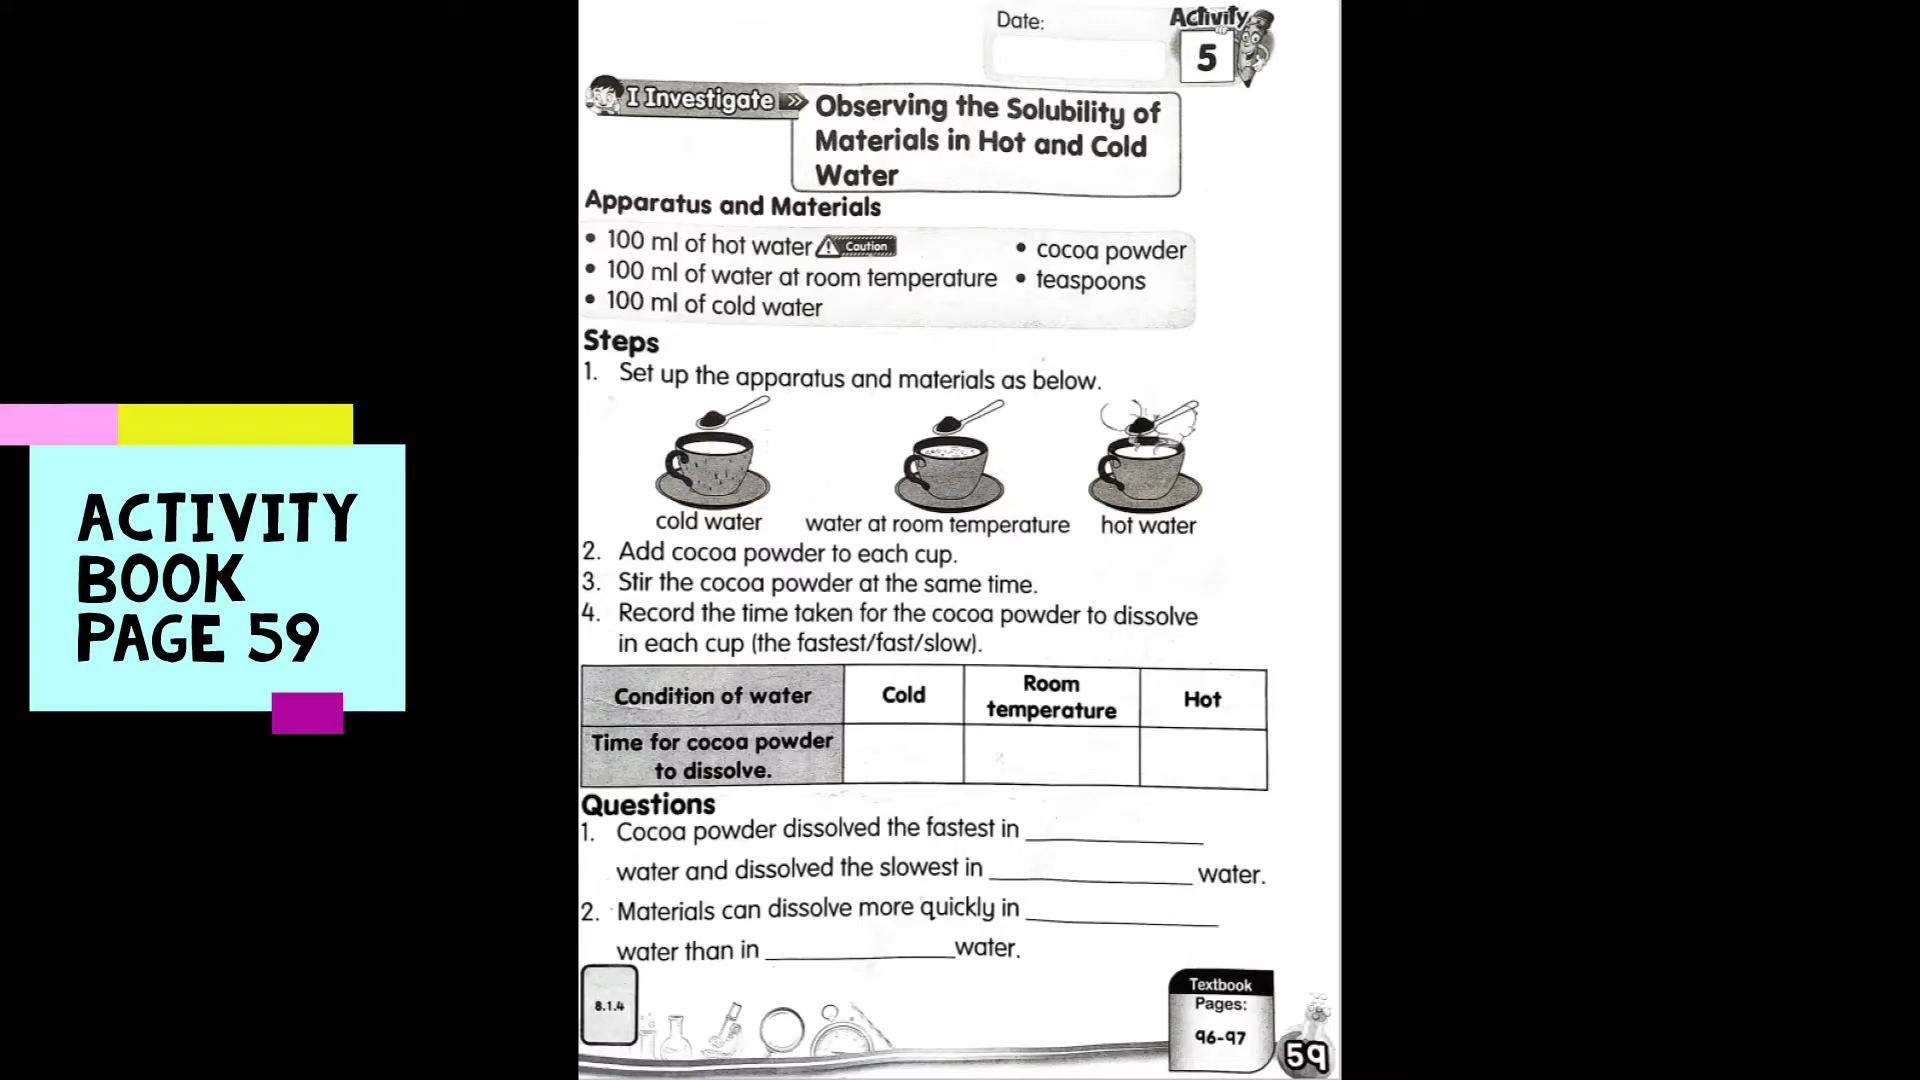 ACTIVITY
BOOK
PAGE 59
Date:
Activity
5
I Investigate
Observing the Solubility of
Materials in Hot and Cold
Water
Apparatus and Materials
• 100 ml of hot water Caution
• 100 ml of water at room temperature
• 100 ml of cold water
• cocoa powder
• teaspoons
Steps
1. Set up the apparatus and materials as below.
cold water
water at room temperature
hot water
2. Add cocoa powder to each cup.
3. Stir the cocoa powder at the same time.
4. Record the time taken for the cocoa powder to dissolve
in each cup (the fastest/fast/slow).
Condition of water
Cold
Room
temperature
Hot
Time for cocoa powder
to dissolve.
Questions
1. Cocoa powder dissolved the fastest in ____________
water and dissolved the slowest in ____________ water.
2. Materials can dissolve more quickly in ____________
water than in ____________ water.
8.1.4
Textbook
Pages:
96-97
59